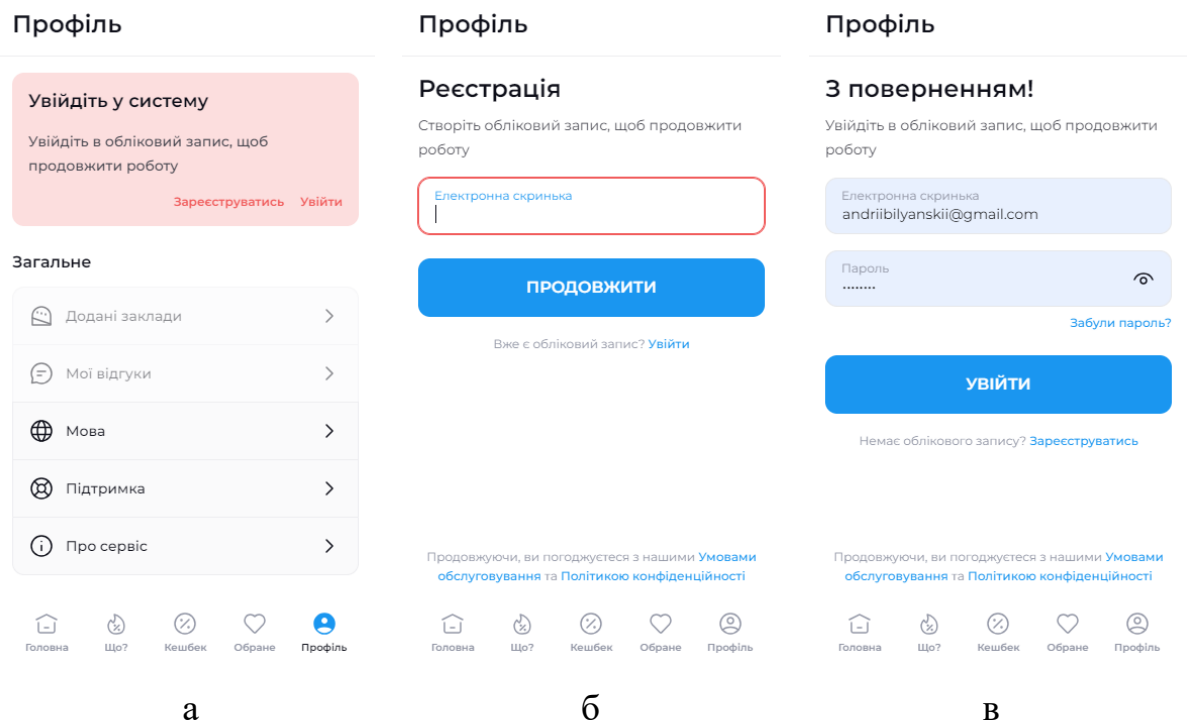 Профіль
Увійдіть у систему
Увійдіть в обліковий запис, щоб
продовжити роботу
Зареєструватись Увійти
Загальне
Додані заклади
Мої відгуки
Мова
Підтримка
Про сервіс
Головна Що? Кешбек Обране Профіль
а
Профіль
Реєстрація
Створіть обліковий запис, щоб продовжити
роботу
Електронна скринька
ПРОДОВЖИТИ
Вже є обліковий запис? Увійти
Продовжуючи, ви погоджуєтеся з нашими Умовами
обслуговування та Політикою конфіденційності
Головна Що? Кешбек Обране Профіль
б
Профіль
З поверненням!
Увійдіть в обліковий запис, щоб продовжити
роботу
Електронна скринька
andriibilyanskii@gmail.com
Пароль
........
Забули пароль?
УВІЙТИ
Немає облікового запису? Зареєструватись
Продовжуючи, ви погоджуєтеся з нашими Умовами
обслуговування та Політикою конфіденційності
Головна Що? Кешбек Обране Профіль
в